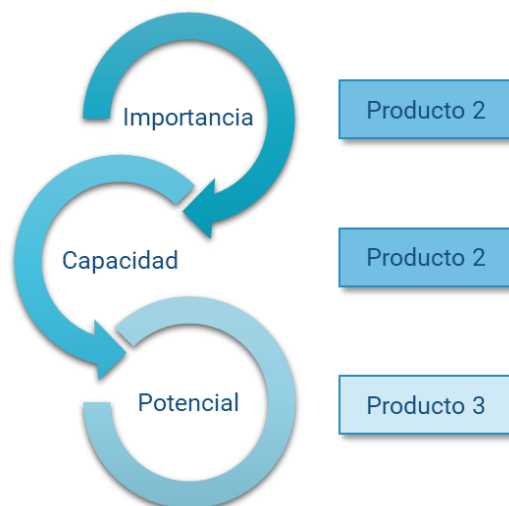 Importancia
Producto 2
Capacidad
Producto 2
Potencial
Producto 3